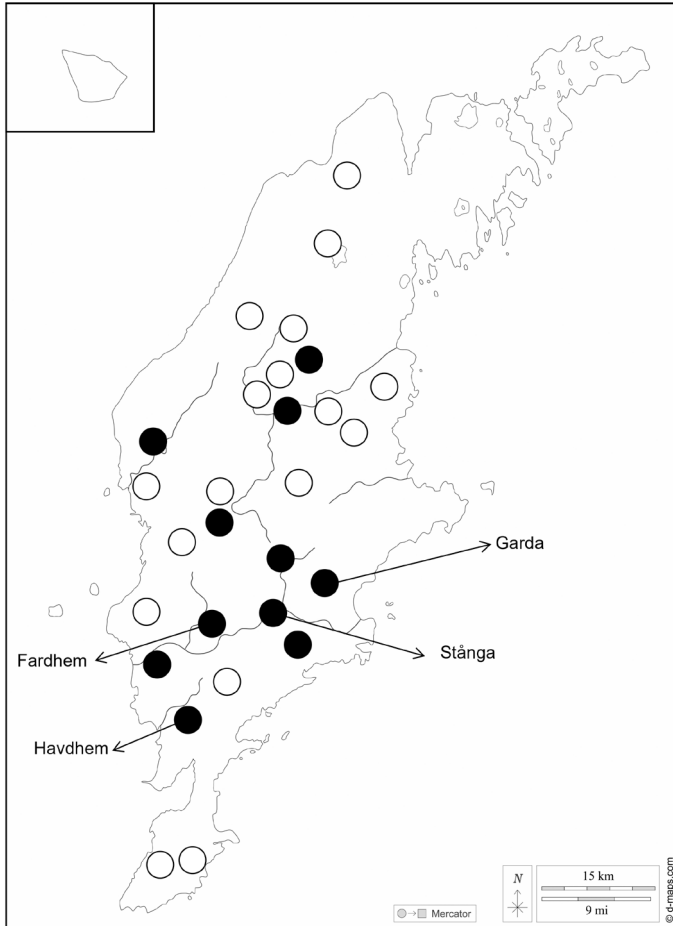 Garda
Stånga
Fardhem
Havdhem
N
15 km
9 mi
Mercator
© d-maps.com